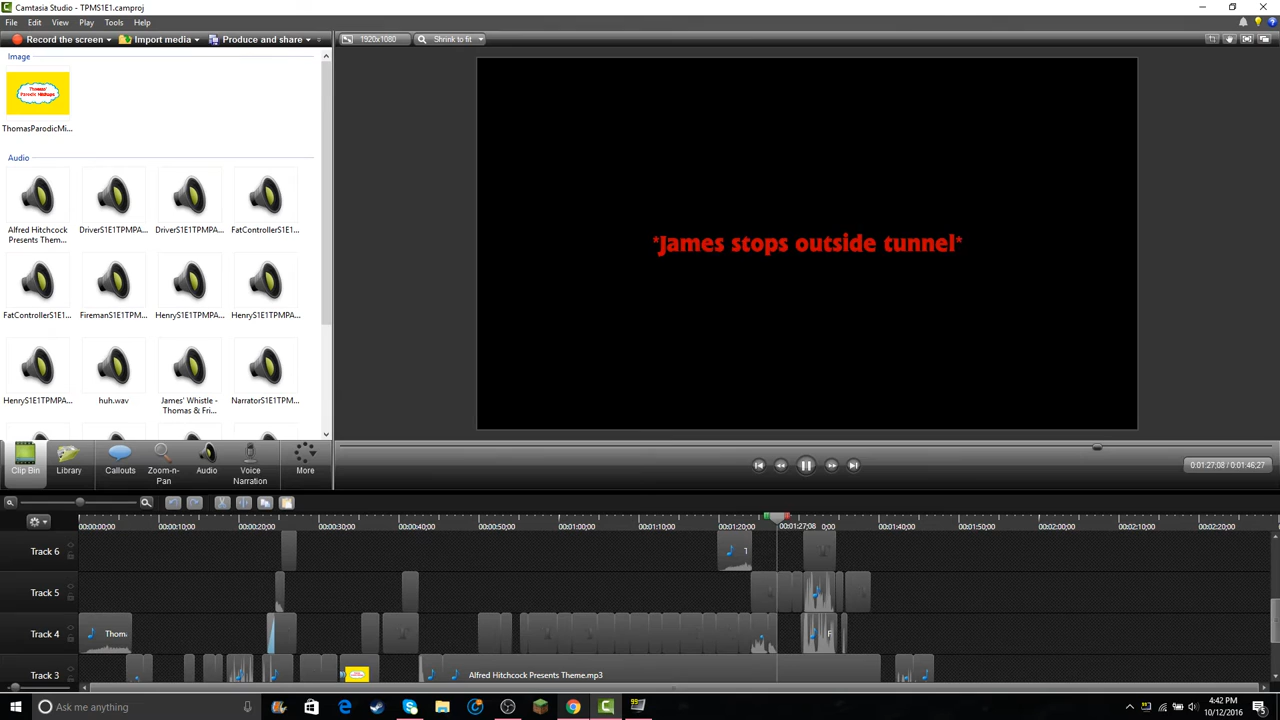 Camtasia Studio - TPMS1E1.camproj
File Edit View Play Tools Help
Record the screen Import media Produce and share
1920x1080 Shrink to fit
Image
Thomas'
Parodic Mishaps
ThomasParodicMi...
Audio
Alfred Hitchcock
Presents Them...
DriverS1E1TPMPA...
DriverS1E1TPMPA...
FatControllerS1E1...
FatControllerS1E1...
FiremanS1E1TPM...
HenryS1E1TPMPA...
HenryS1E1TPMPA...
HenryS1E1TPMPA...
huh.wav
James' Whistle -
Thomas & Fri...
NarratorS1E1TPM...
*James stops outside tunnel*
Clip Bin
Library
Callouts
Zoom-n-
Pan
Audio
Voice
Narration
More
0:01:27;08 / 0:01:46;27
00:00:00;00 00:00:10;00 00:00:20;00 00:00:30;00 00:00:40;00 00:00:50;00 00:01:00;00 00:01:10;00 00:01:20;00 00:01:27;08 0;00 00:01:40;00 00:01:50;00 00:02:00;00 00:02:10;00 00:02:20;00
Track 6
T
Track 5
Track 4
Thom
F
Track 3
Alfred Hitchcock Presents Theme.mp3
Ask me anything
4:42 PM
10/12/2016